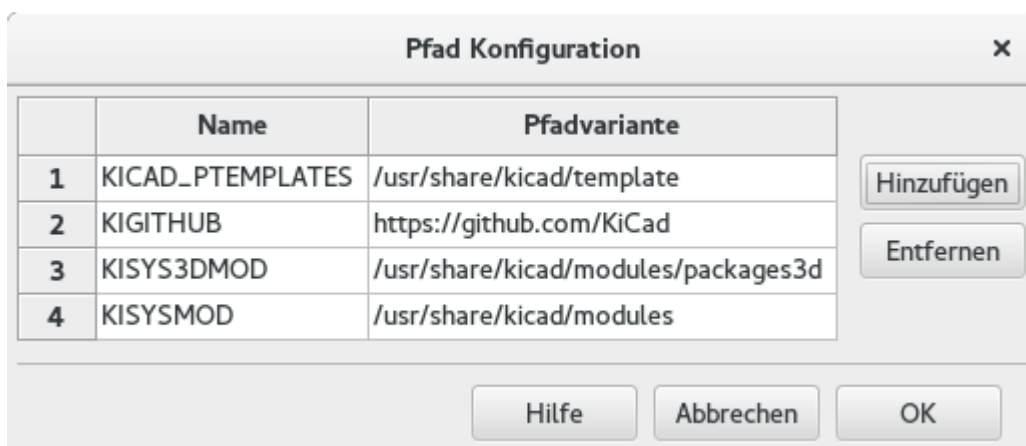 Pfad Konfiguration ×
Name Pfadvariante
1 KICAD_PTEMPLATES /usr/share/kicad/template
Hinzufügen
2 KIGITHUB https://github.com/KiCad
Entfernen
3 KISYS3DMOD /usr/share/kicad/modules/packages3d
4 KISYSMOD /usr/share/kicad/modules
Hilfe Abbrechen OK